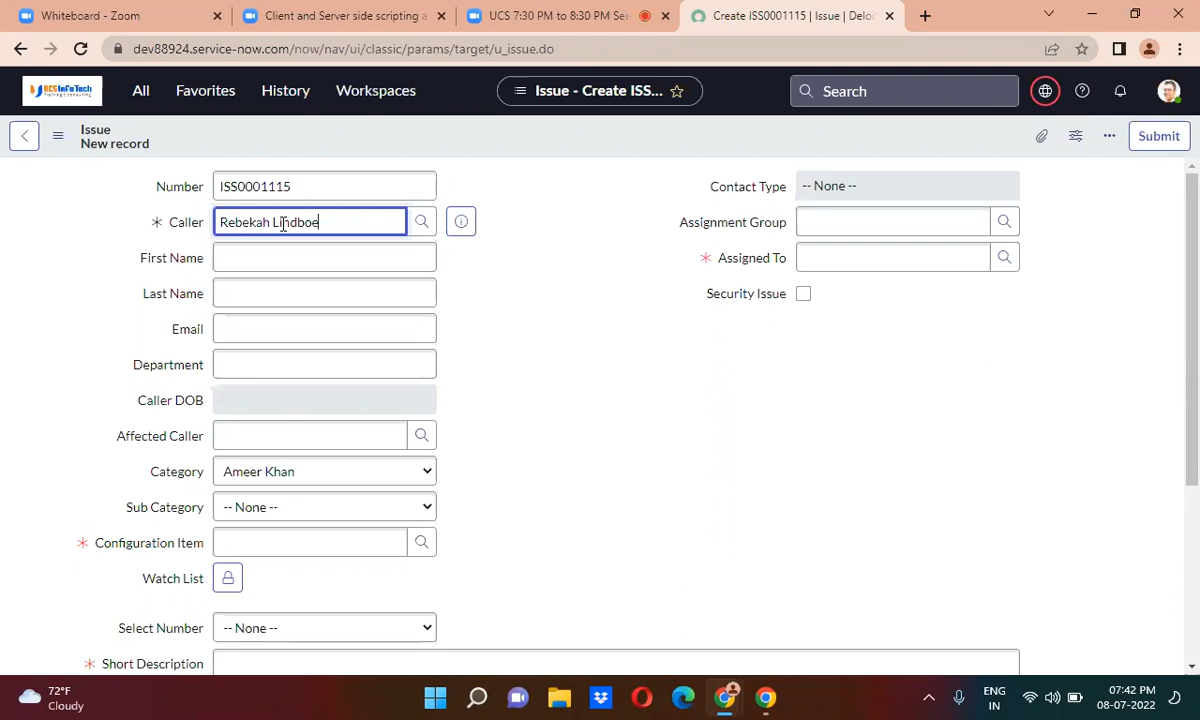 Whiteboard - Zoom
Client and Server side scripting a
UCS 7:30 PM to 8:30 PM Ser
Create ISS0001115 | Issue | Deloi
dev88924.service-now.com/now/nav/ui/classic/params/target/u_issue.do
UCSInfoTech
All
Favorites
History
Workspaces
Issue - Create ISS...
Search
Issue
New record
Submit
Number
ISS0001115
Contact Type
-- None --
Caller
Rebekah Lindboe
Assignment Group
First Name
Assigned To
Last Name
Security Issue
Email
Department
Caller DOB
Affected Caller
Category
Ameer Khan
Sub Category
-- None --
Configuration Item
Watch List
Select Number
-- None --
Short Description
72°F
Cloudy
ENG
IN
07:42 PM
08-07-2022